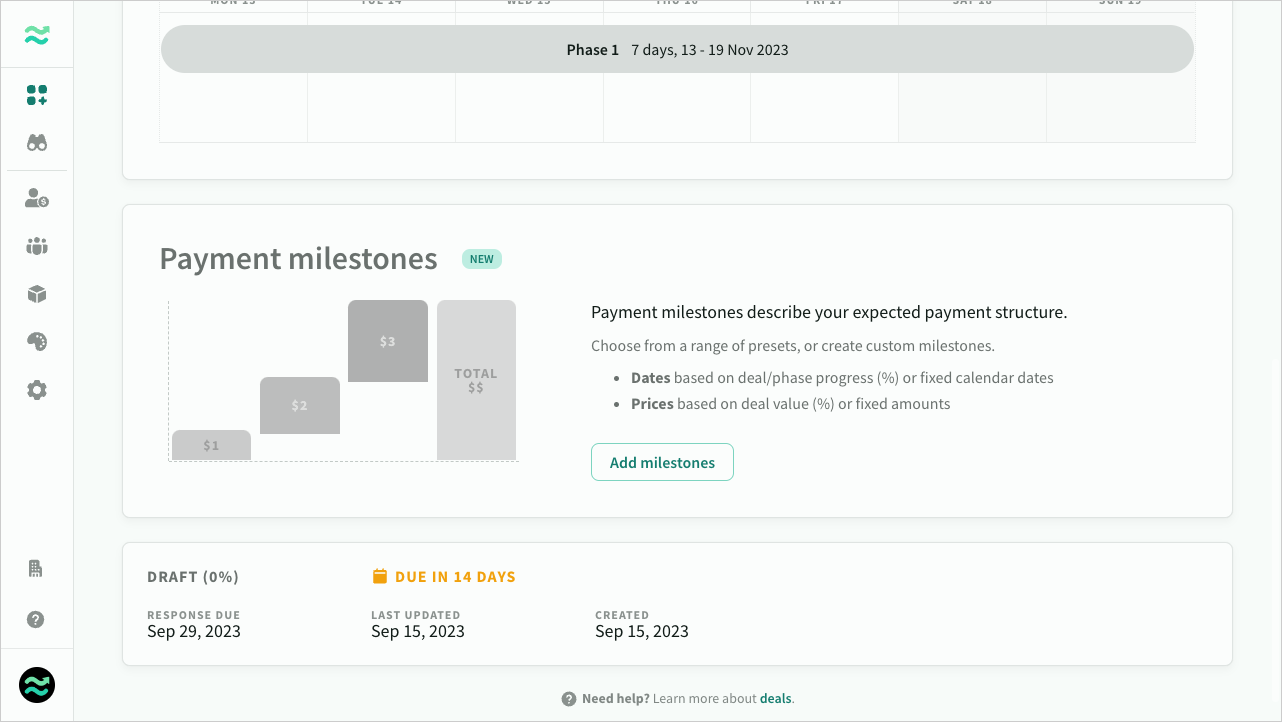 MON 13 TUE 14 WED 15 THU 16 FRI 17 SAT 18 SUN 19
Phase 1 7 days, 13 - 19 Nov 2023
Payment milestones NEW
$3
TOTAL
$$
$2
$1
Payment milestones describe your expected payment structure.
Choose from a range of presets, or create custom milestones.
• Dates based on deal/phase progress (%) or fixed calendar dates
• Prices based on deal value (%) or fixed amounts
Add milestones
DRAFT (0%) DUE IN 14 DAYS
RESPONSE DUE LAST UPDATED CREATED
Sep 29, 2023 Sep 15, 2023 Sep 15, 2023
Need help? Learn more about deals.